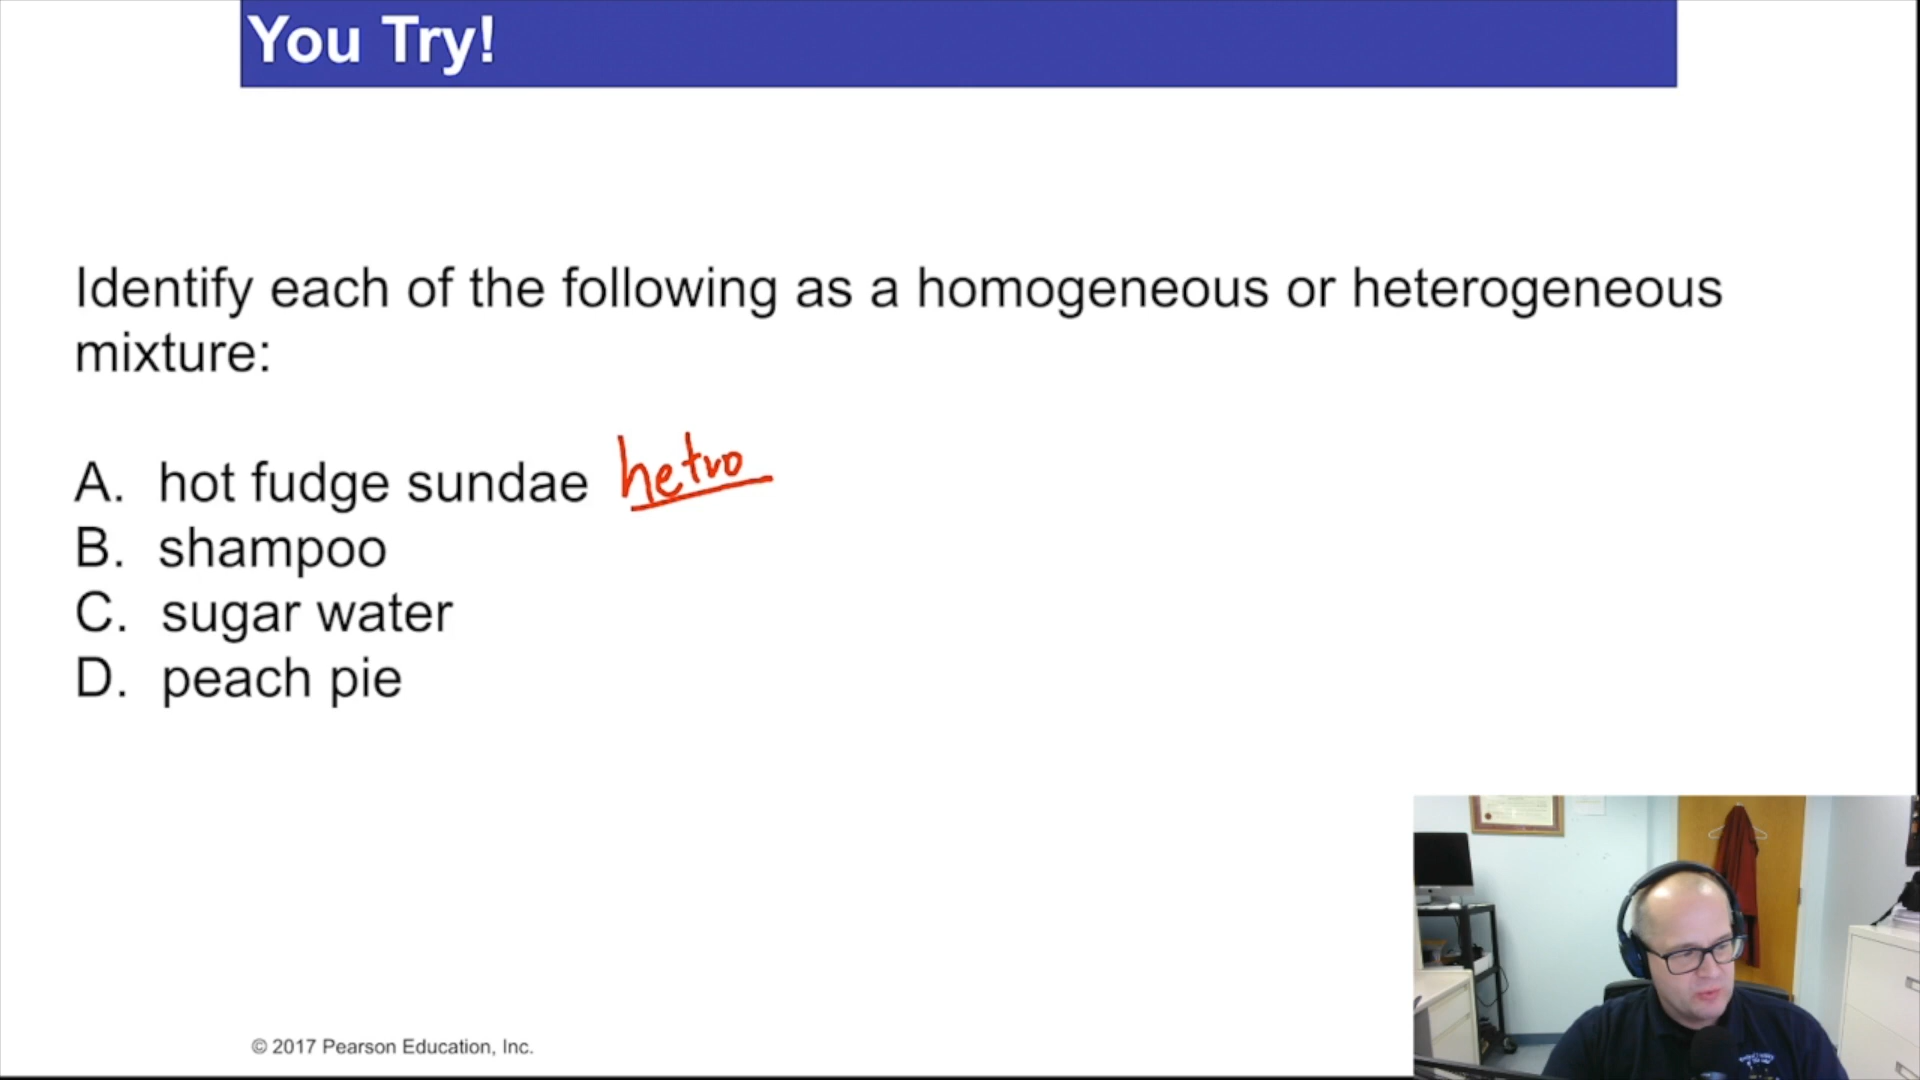 You Try!
Identify each of the following as a homogeneous or heterogeneous
mixture:
A. hot fudge sundae hetro
B. shampoo
C. sugar water
D. peach pie
© 2017 Pearson Education, Inc.